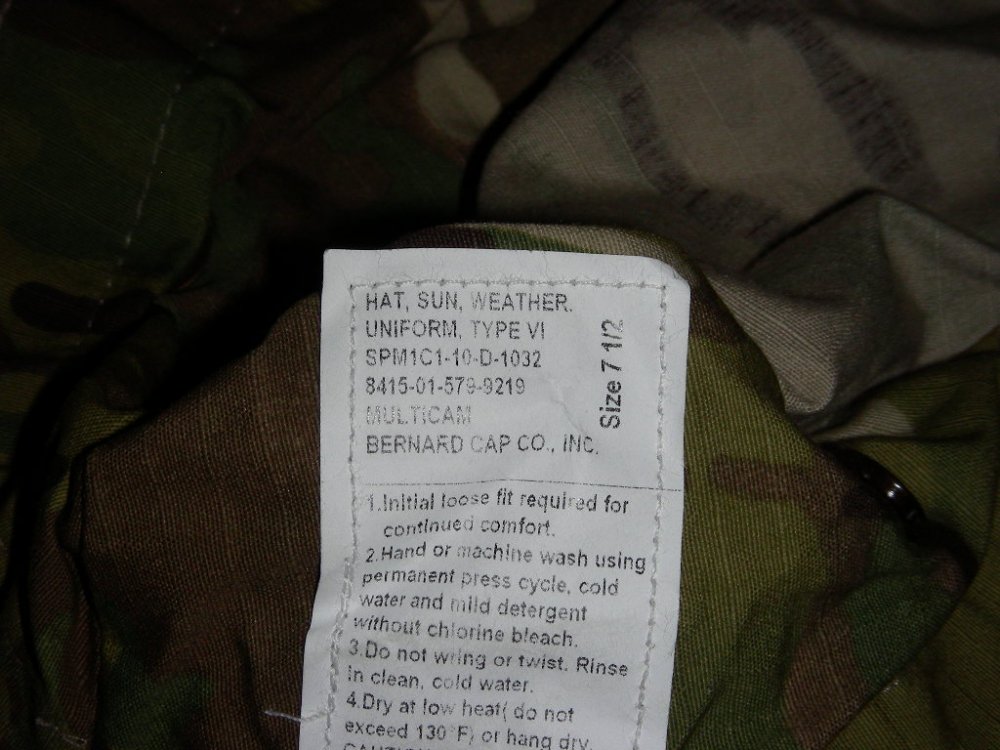 HAT, SUN, WEATHER.
UNIFORM, TYPE VI
SPM1C1-10-D-1032
8415-01-579-9219
MULTICAM
BERNARD CAP CO., INC.
Size 7 1/2
1.Initial loose fit required for
continued comfort.
2.Hand or machine wash using
permanent press cycle, cold
water and mild detergent
without chlorine bleach.
3.Do not wring or twist. Rinse
in clean, cold water.
4.Dry at low heat( do not
exceed 130°F) or hang dry.